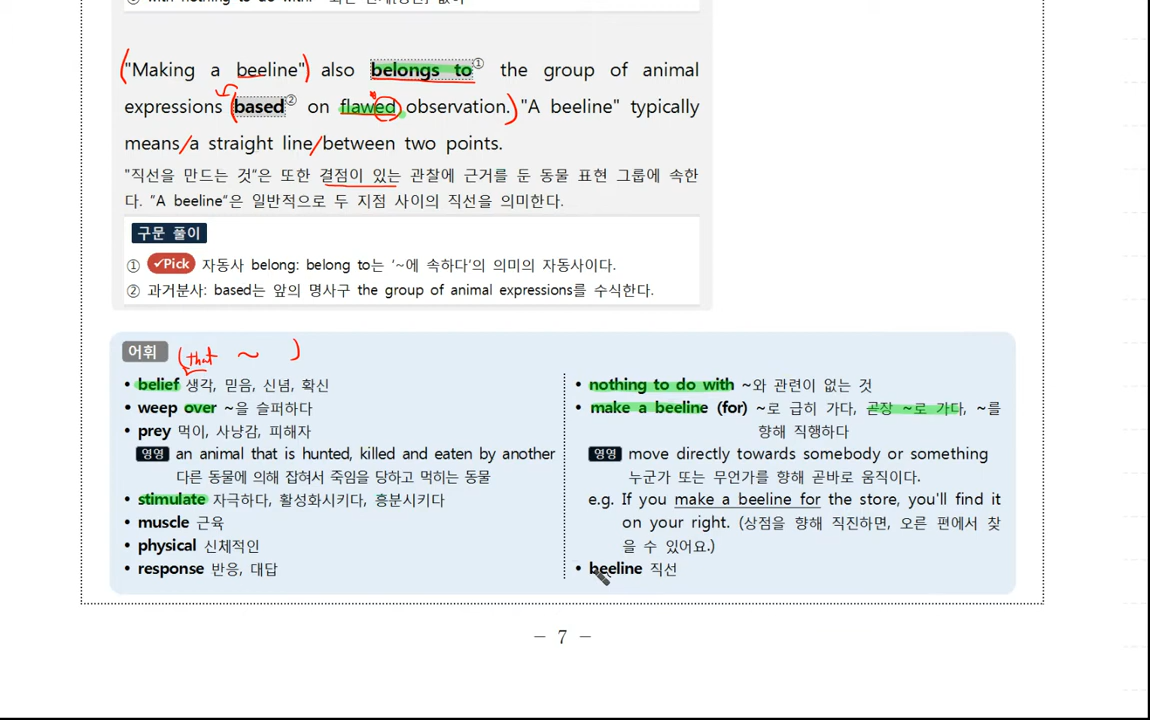 "Making a beeline" also belongs to① the group of animal
expressions based② on flawed observation. "A beeline" typically
means a straight line between two points.
"직선을 만드는 것"은 또한 결점이 있는 관찰에 근거를 둔 동물 표현 그룹에 속한
다. "A beeline"은 일반적으로 두 지점 사이의 직선을 의미한다.
구문 풀이
① ✓Pick 자동사 belong: belong to는 '~에 속하다'의 의미의 자동사이다.
② 과거분사: based는 앞의 명사구 the group of animal expressions를 수식한다.
어휘 (that ~ )
• belief 생각, 믿음, 신념, 확신
• weep over ~을 슬퍼하다
• prey 먹이, 사냥감, 피해자
영영 an animal that is hunted, killed and eaten by another
다른 동물에 의해 잡혀서 죽임을 당하고 먹히는 동물
• stimulate 자극하다, 활성화시키다, 흥분시키다
• muscle 근육
• physical 신체적인
• response 반응, 대답
• nothing to do with ~와 관련이 없는 것
• make a beeline (for) ~로 급히 가다, 곧장 ~로 가다, ~를
향해 직행하다
영영 move directly towards somebody or something
누군가 또는 무언가를 향해 곧바로 움직이다.
e.g. If you make a beeline for the store, you'll find it
on your right. (상점을 향해 직진하면, 오른 편에서 찾
을 수 있어요.)
• beeline 직선
- 7 -